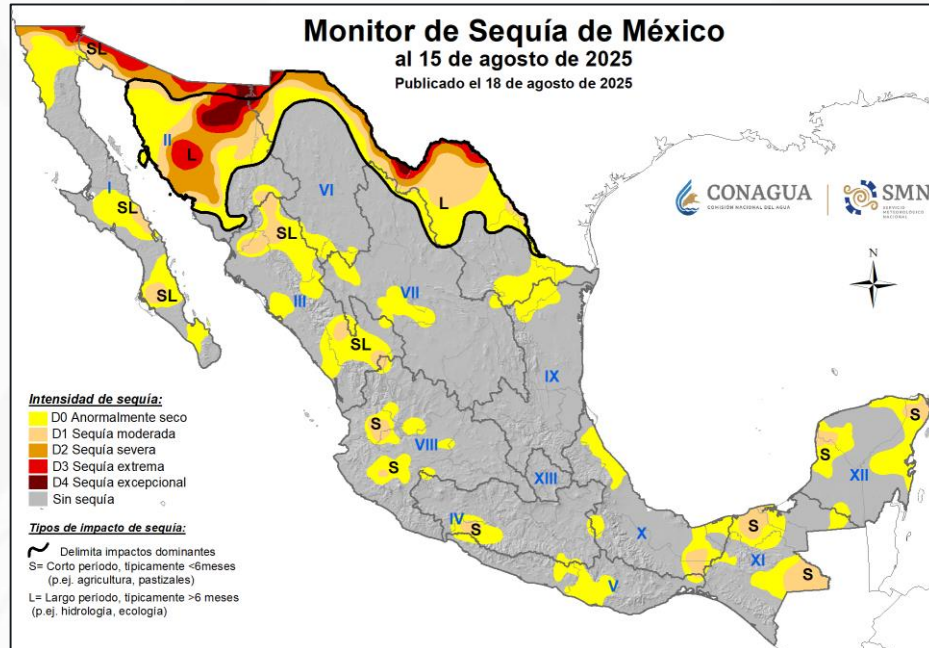 Monitor de Sequía de México
al 15 de agosto de 2025
Publicado el 18 de agosto de 2025
SL
II
L
I
SL
SL
VI
L
SL
III
VII
SL
IX
CONAGUA
COMISIÓN NACIONAL DEL AGUA
SMN
SERVICIO
METEOROLÓGICO
NACIONAL
N
S
VIII
S
XIII
IV
S
V
X
S
XI
S
S
XII
S
Intensidad de sequía:
D0 Anormalmente seco
D1 Sequía moderada
D2 Sequía severa
D3 Sequía extrema
D4 Sequía excepcional
Sin sequía
Tipos de impacto de sequía:
Delimita impactos dominantes
S= Corto período, típicamente <6meses
(p.ej. agricultura, pastizales)
L= Largo período, típicamente >6 meses
(p.ej. hidrología, ecología)